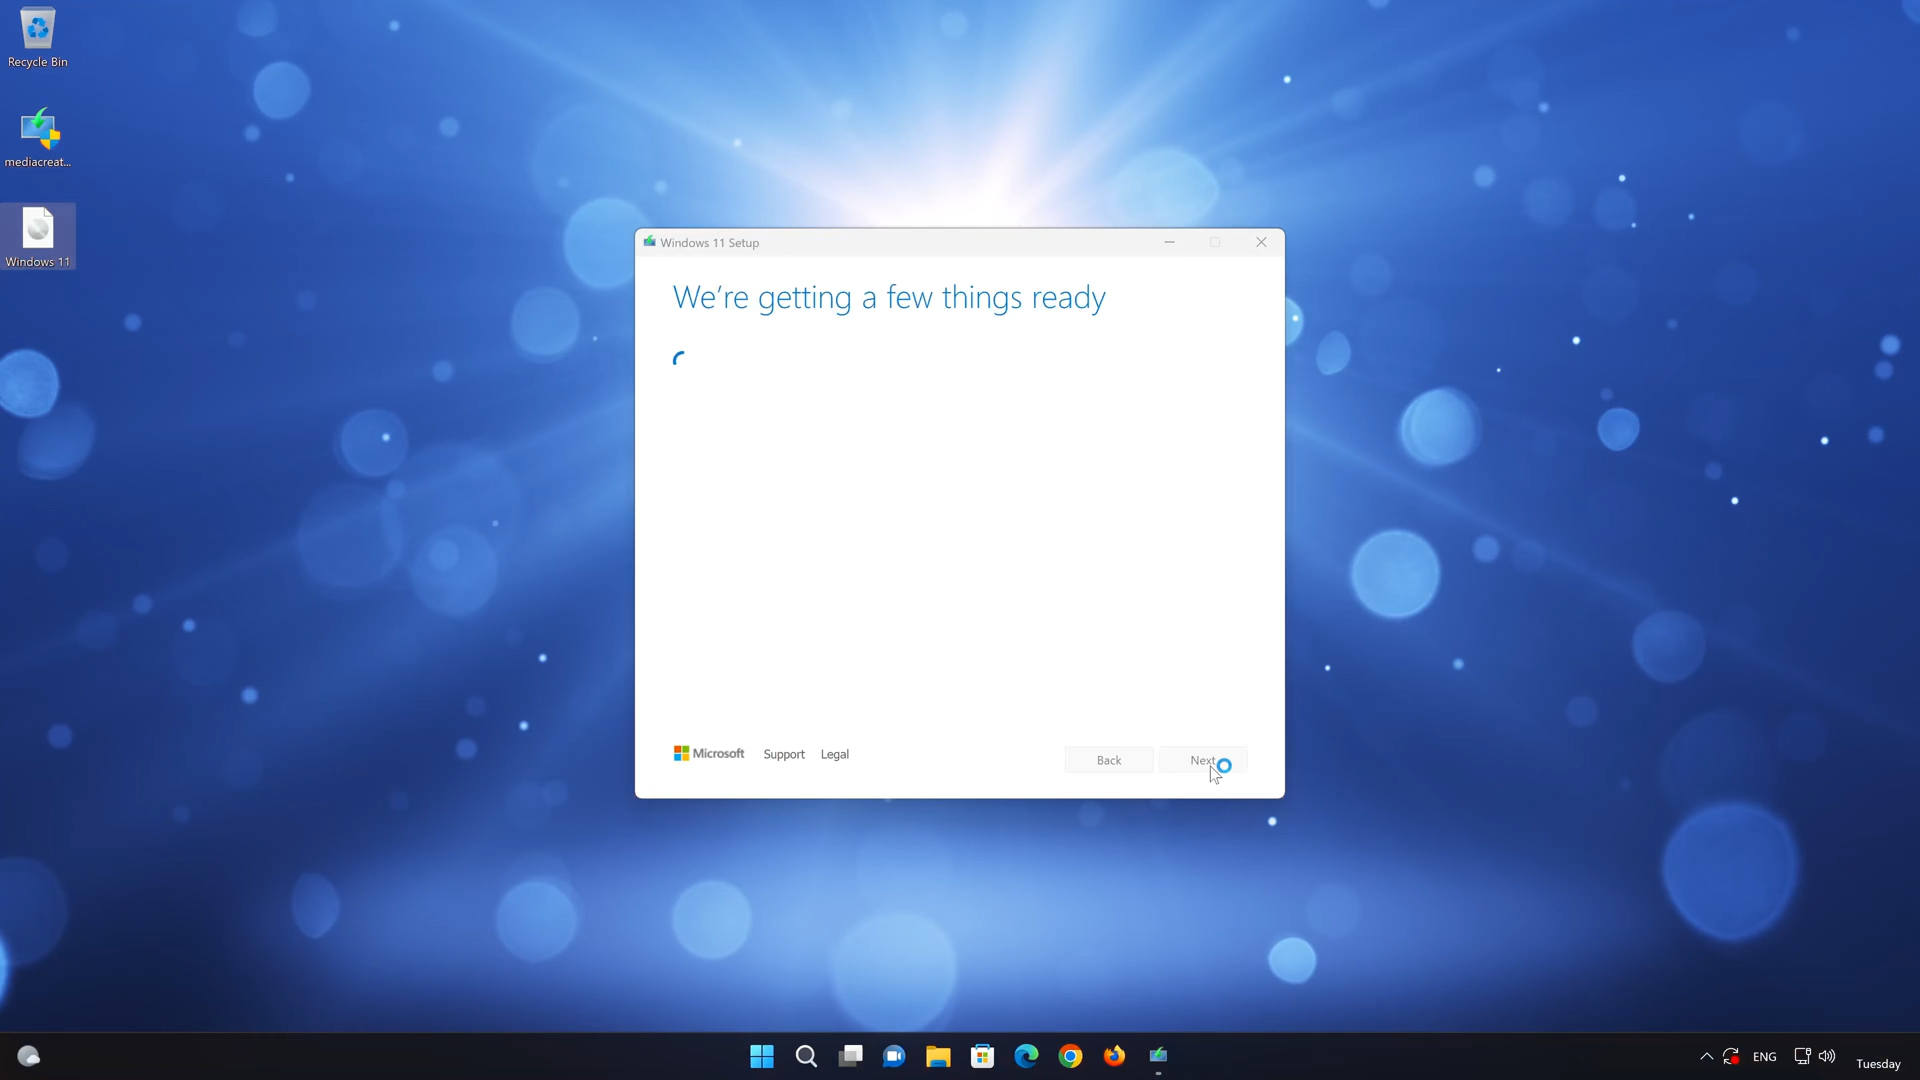 Recycle Bin
mediacreat...
Windows 11
Windows 11 Setup
We're getting a few things ready
Microsoft
Support
Legal
Back
Next
ENG
Tuesday